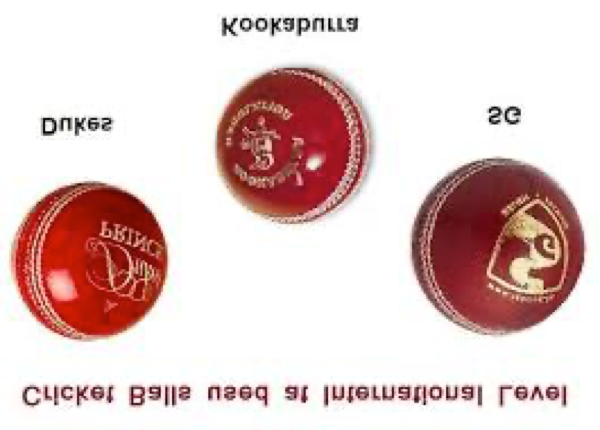 Kookaburra
Dukes
SG
Cricket Balls used at International Level